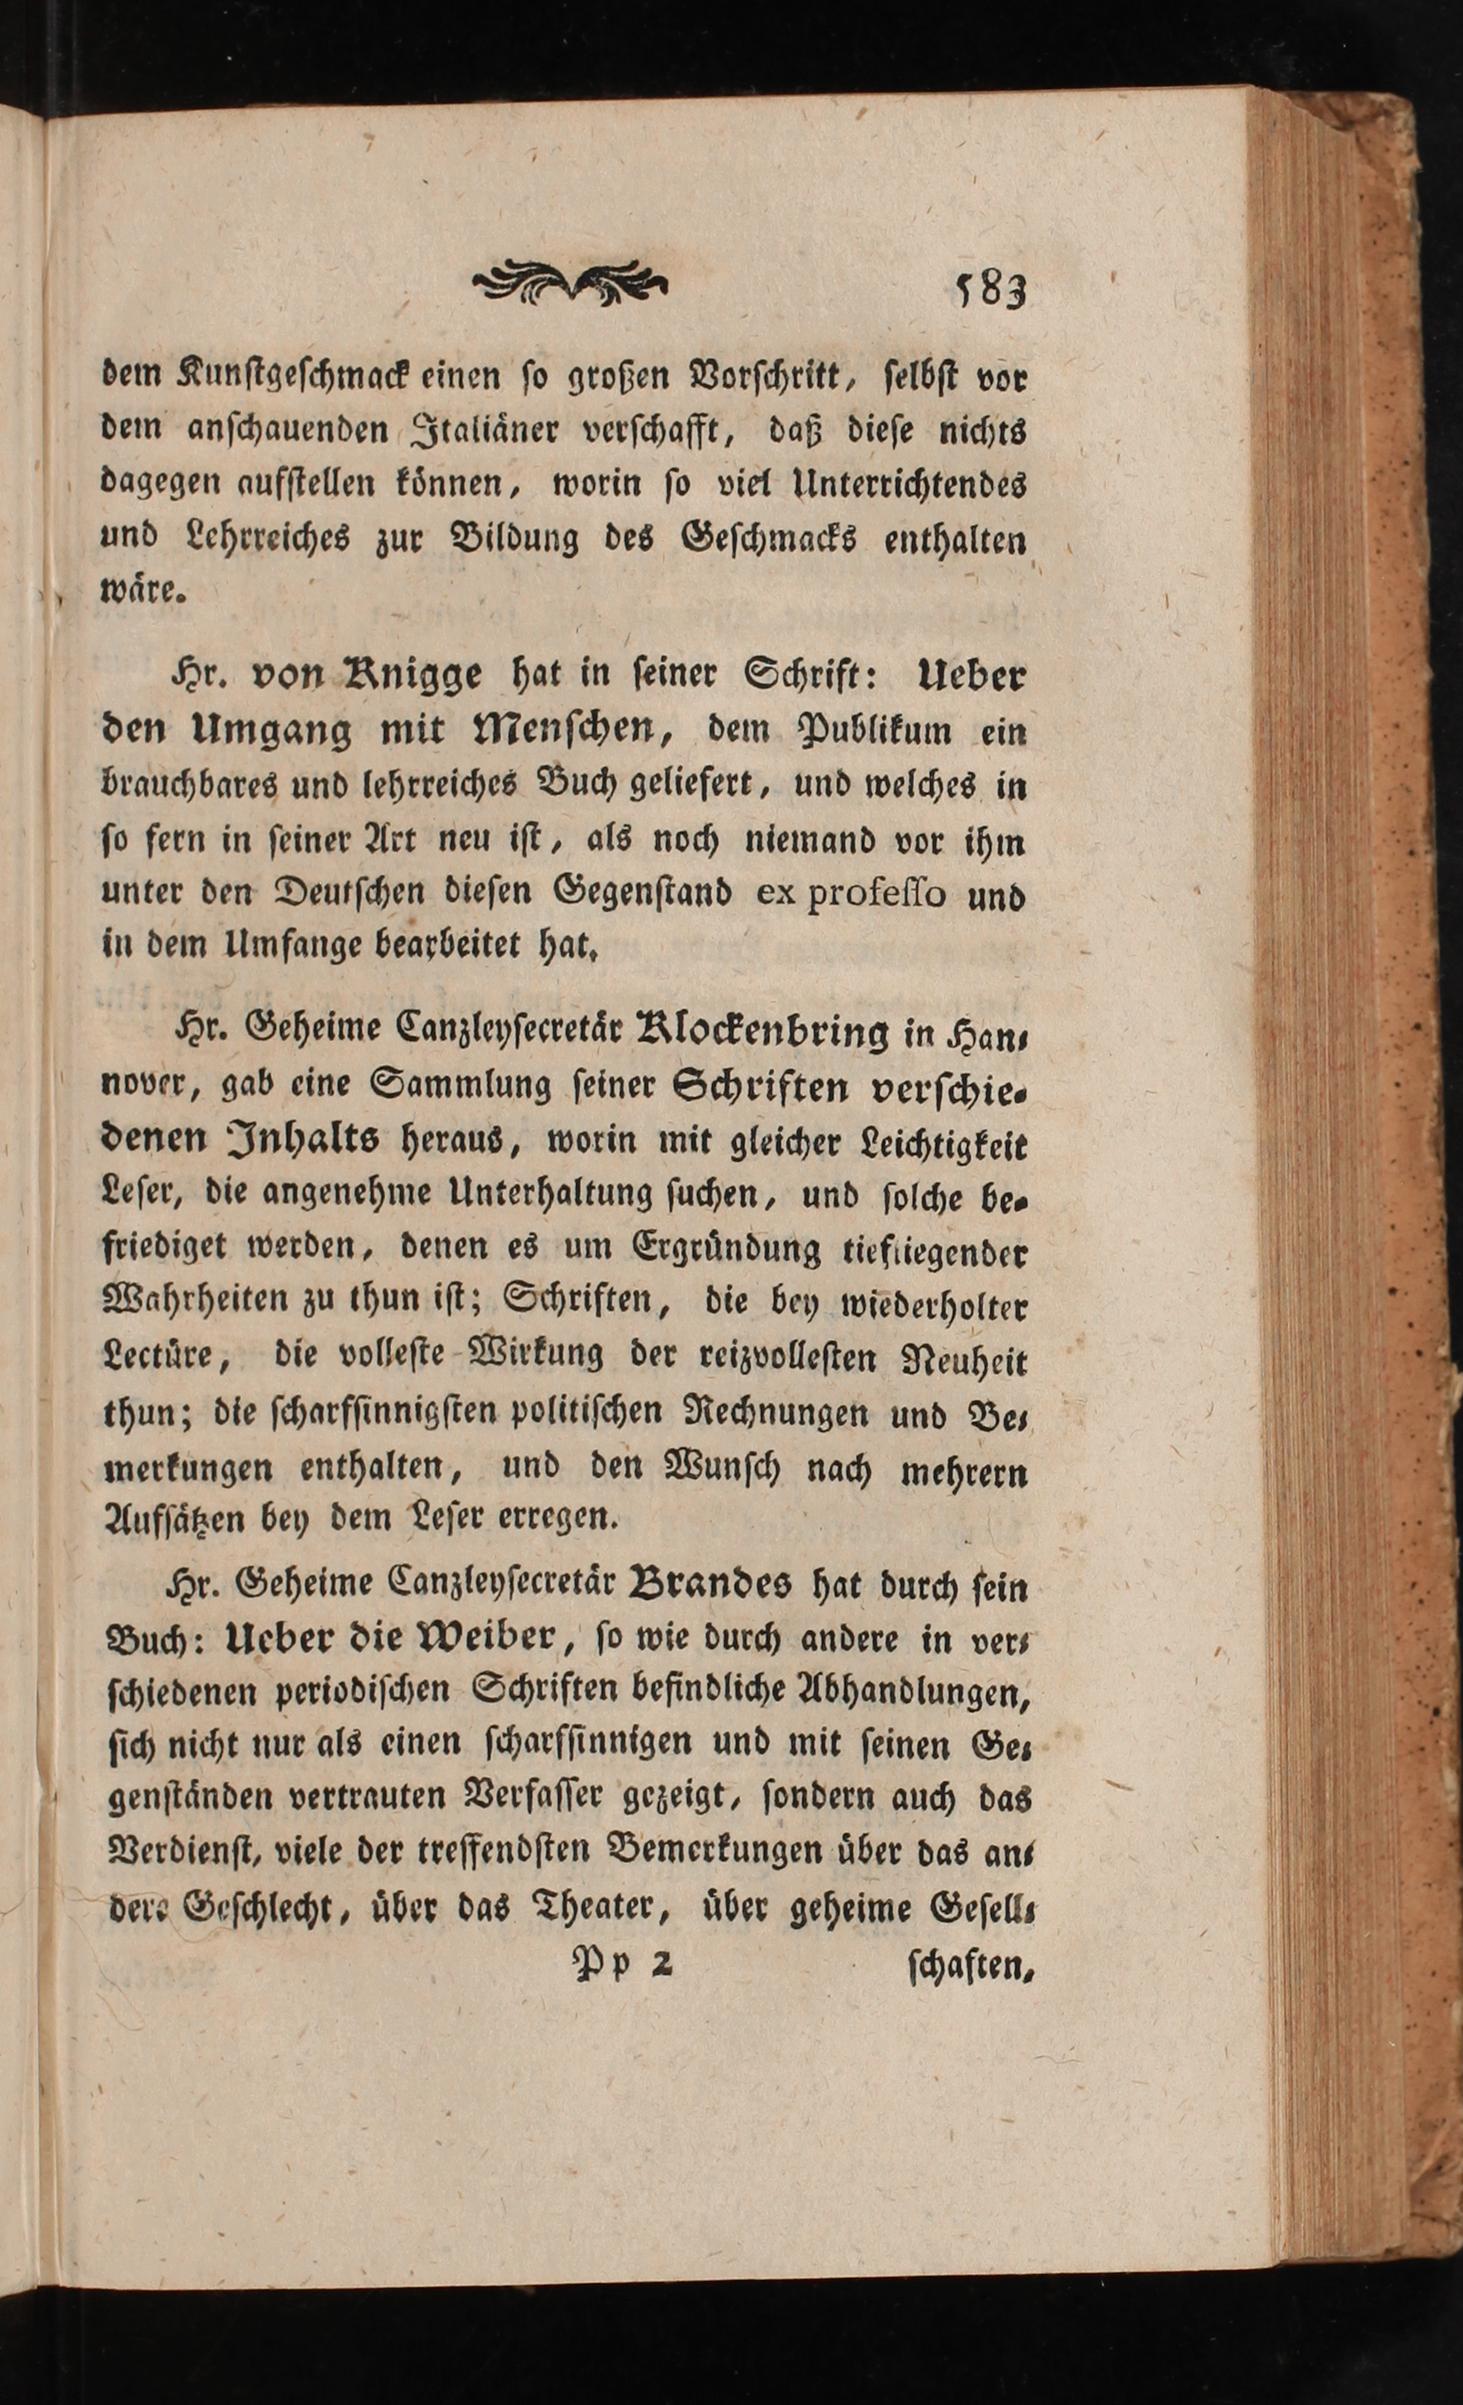 583
dem Kunſtgeſchmack einen ſo großen Vorſchritt, ſelbſt vor
dem anſchauenden Italiäner verſchafft, daß dieſe nichts
dagegen aufſtellen können, worin ſo viel Unterrichtendes
und Lehrreiches zur Bildung des Geſchmacks enthalten
wäre.
Hr. von Knigge hat in ſeiner Schrift: Ueber
den Umgang mit Menſchen, dem Publikum ein
brauchbares und lehrreiches Buch geliefert, und welches in
ſo fern in ſeiner Art neu iſt, als noch niemand vor ihm
unter den Deutſchen dieſen Gegenſtand ex profeſſo und
in dem Umfange bearbeitet hat.
Hr. Geheime Canzleyſecretär Klockenbring in Han⸗
nover, gab eine Sammlung ſeiner Schriften verſchie⸗
denen Inhalts heraus, worin mit gleicher Leichtigkeit
Leſer, die angenehme Unterhaltung ſuchen, und ſolche be⸗
friediget werden, denen es um Ergründung tiefliegender
Wahrheiten zu thun iſt; Schriften, die bey wiederholter
Lectüre, die volleſte Wirkung der reizvolleſten Neuheit
thun; die ſcharfſinnigſten politiſchen Rechnungen und Be⸗
merkungen enthalten, und den Wunſch nach mehrern
Aufſätzen bey dem Leſer erregen.
Hr. Geheime Canzleyſecretär Brandes hat durch ſein
Buch: Ueber die Weiber, ſo wie durch andere in ver⸗
ſchiedenen periodiſchen Schriften befindliche Abhandlungen,
ſich nicht nur als einen ſcharfſinnigen und mit ſeinen Ge⸗
genſtänden vertrauten Verfaſſer gezeigt, ſondern auch das
Verdienſt, viele der treffendſten Bemerkungen über das an⸗
dere Geſchlecht, über das Theater, über geheime Geſell⸗
Pp 2 ſchaften,